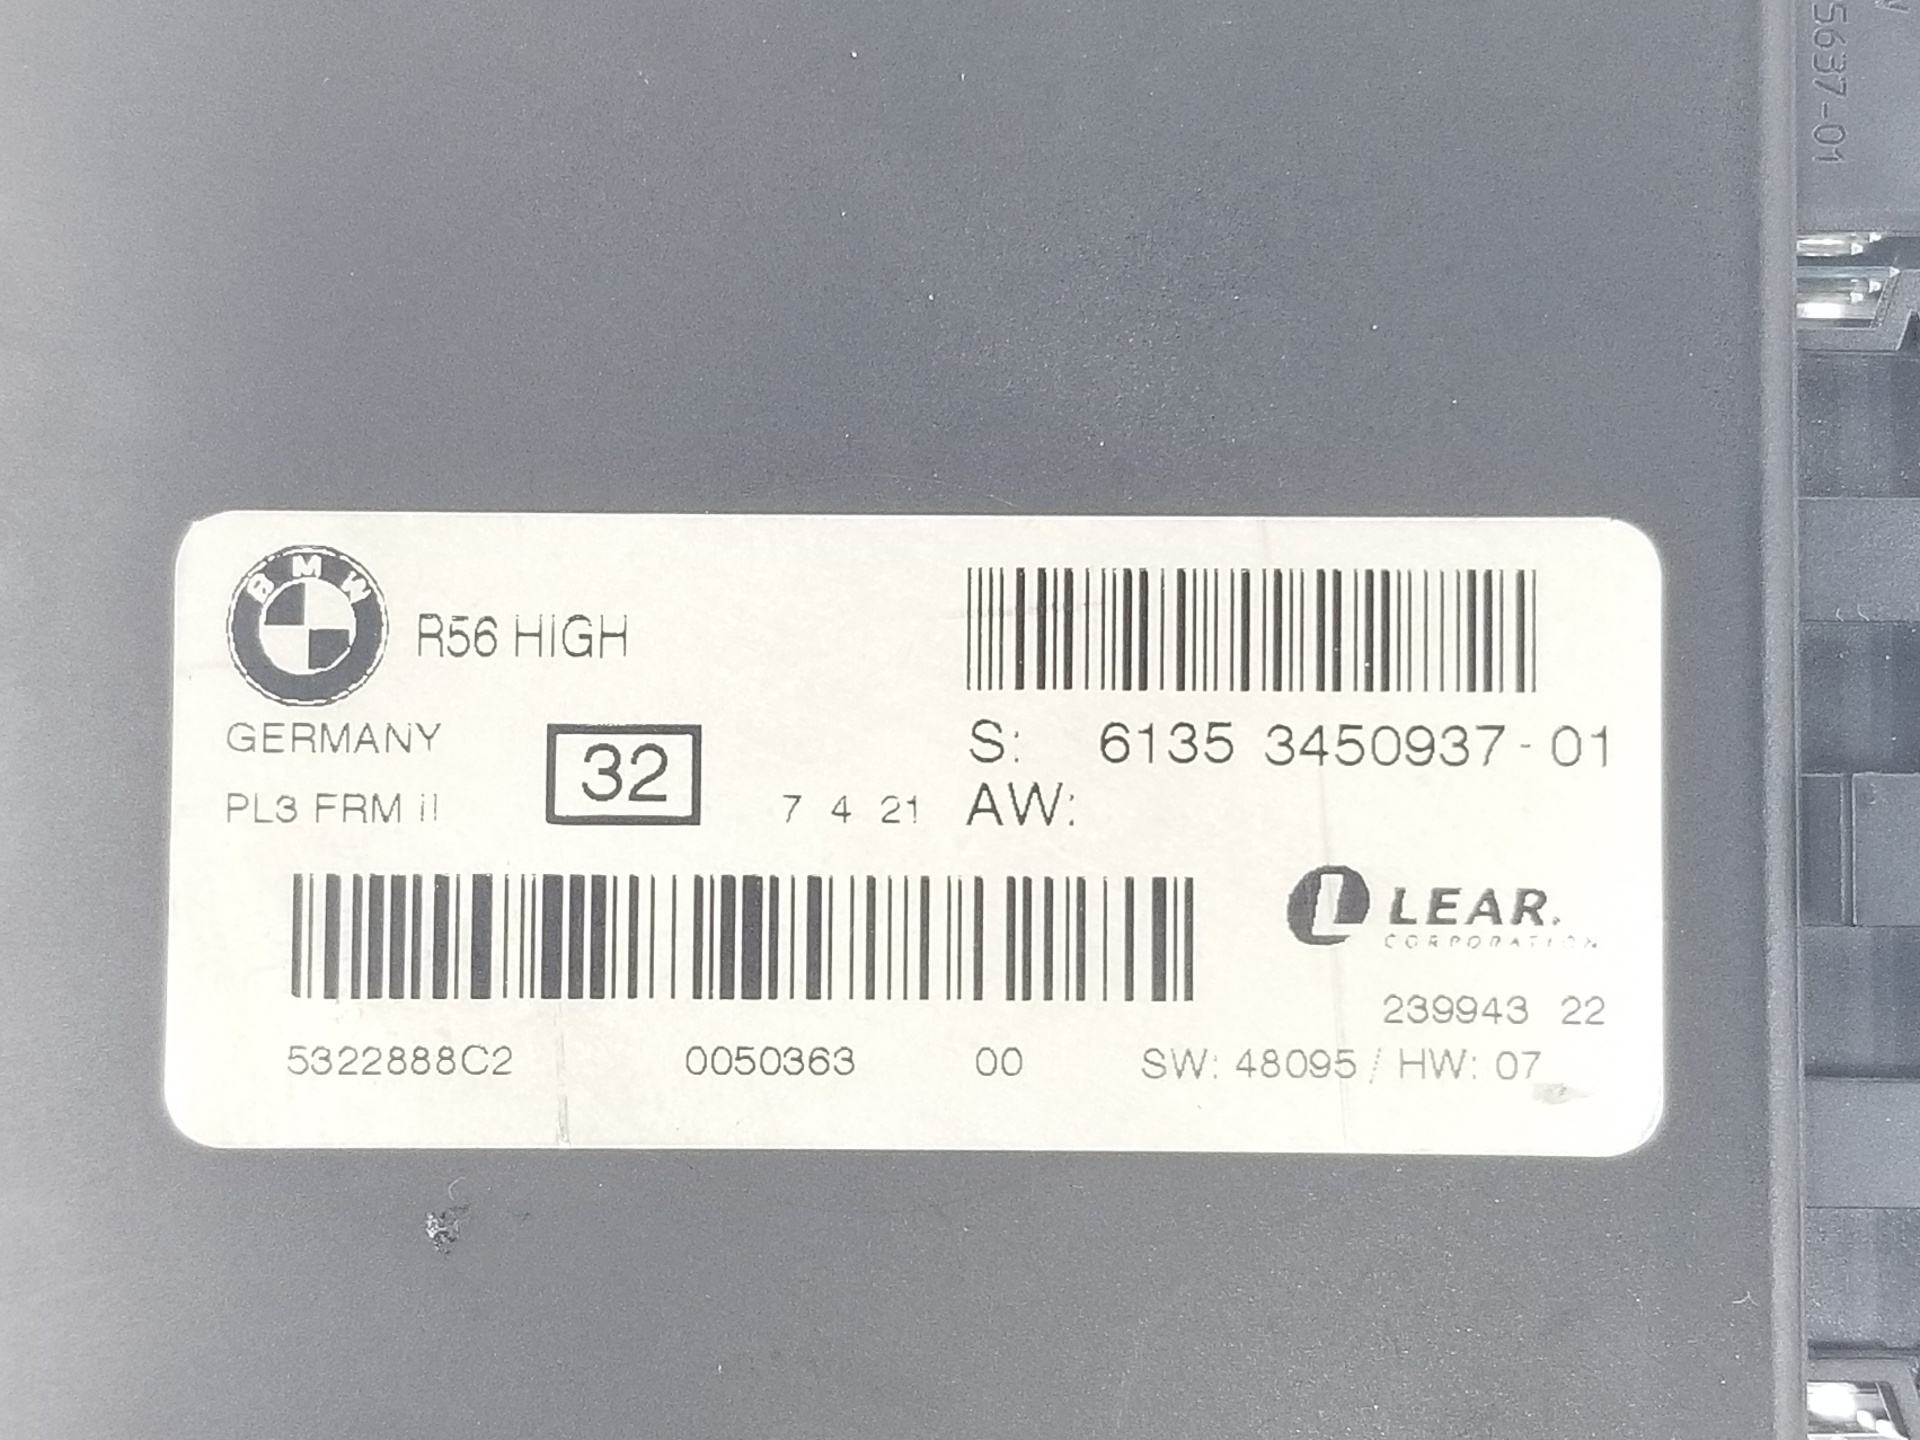 5637-01
BMW
R56 HIGH
GERMANY
32
S: 6135 3450937-01
PL3 FRM II
7 4 21
AW:
LEAR.
CORPORATION
239943 22
5322888C2 0050363 00 SW: 48095 / HW: 07